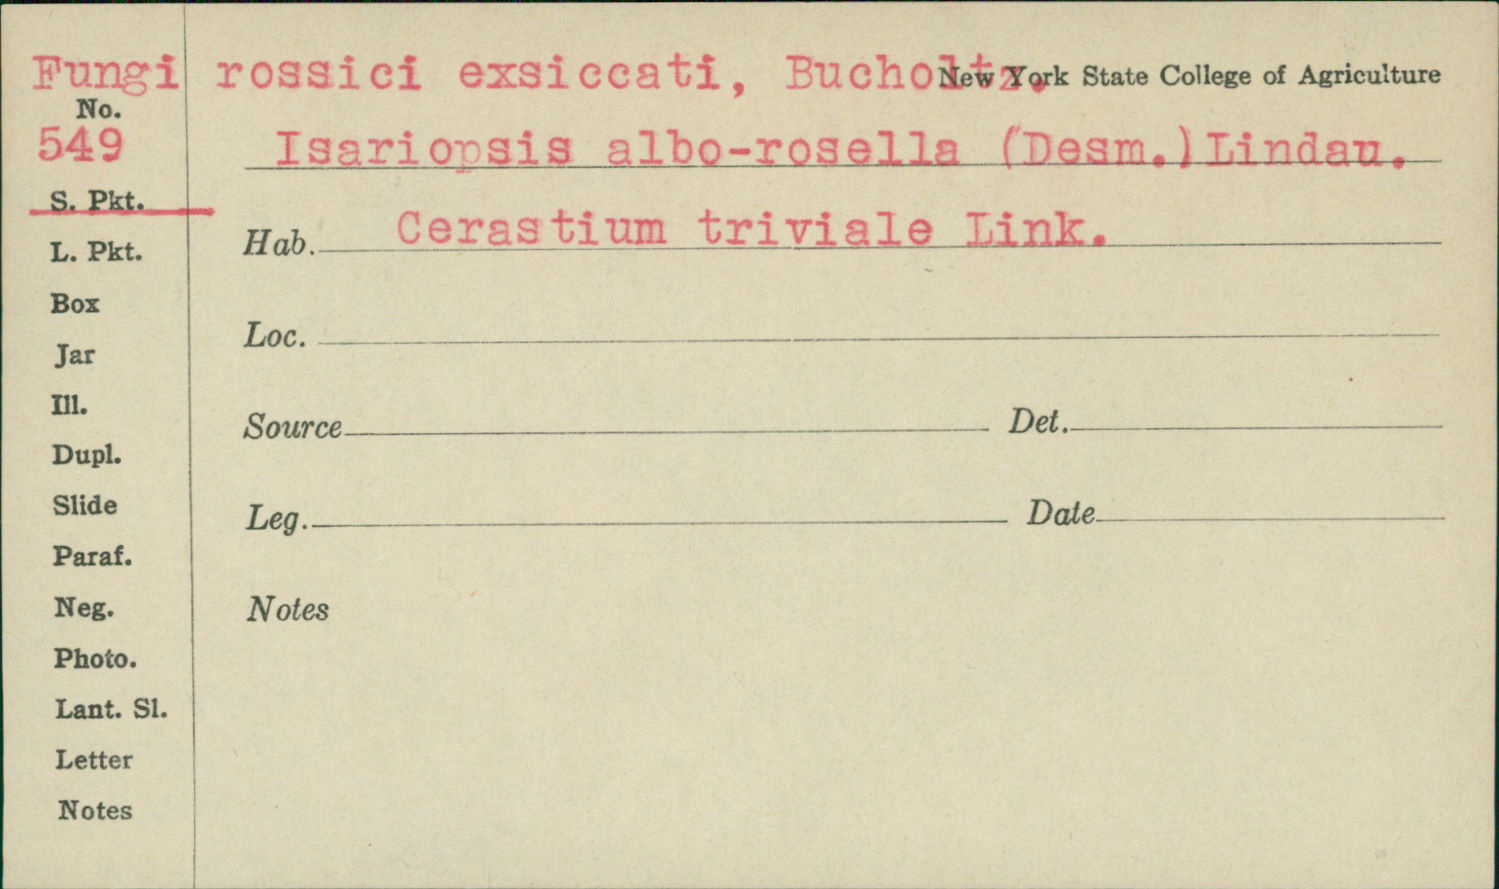 Fungi rossici exsiccati, Bucholtz.
New York State College of Agriculture
No.
549 Isariopsis albo-rosella (Desm.)Lindau.
S. Pkt.
Hab. Cerastium triviale Link.
L. Pkt.
Box
Loc.
Jar
Ill.
Source Det.
Dupl.
Slide
Leg. Date
Paraf.
Neg.
Notes
Photo.
Lant. Sl.
Letter
Notes